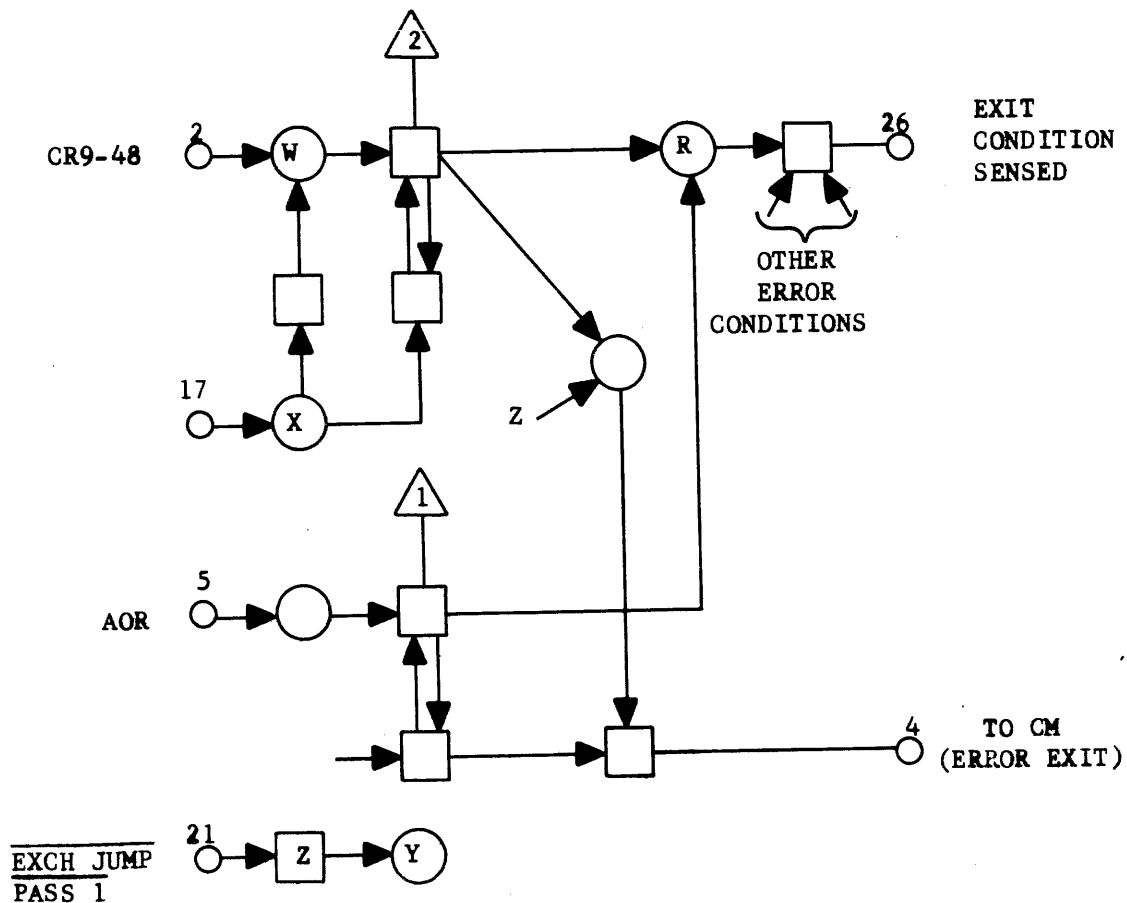 2
CR9-48
2
W
R
26
EXIT
CONDITION
SENSED
OTHER
ERROR
CONDITIONS
17
X
Z
1
5
AOR
4
TO CM
(ERROR EXIT)
EXCH JUMP
PASS 1
21
Z
Y